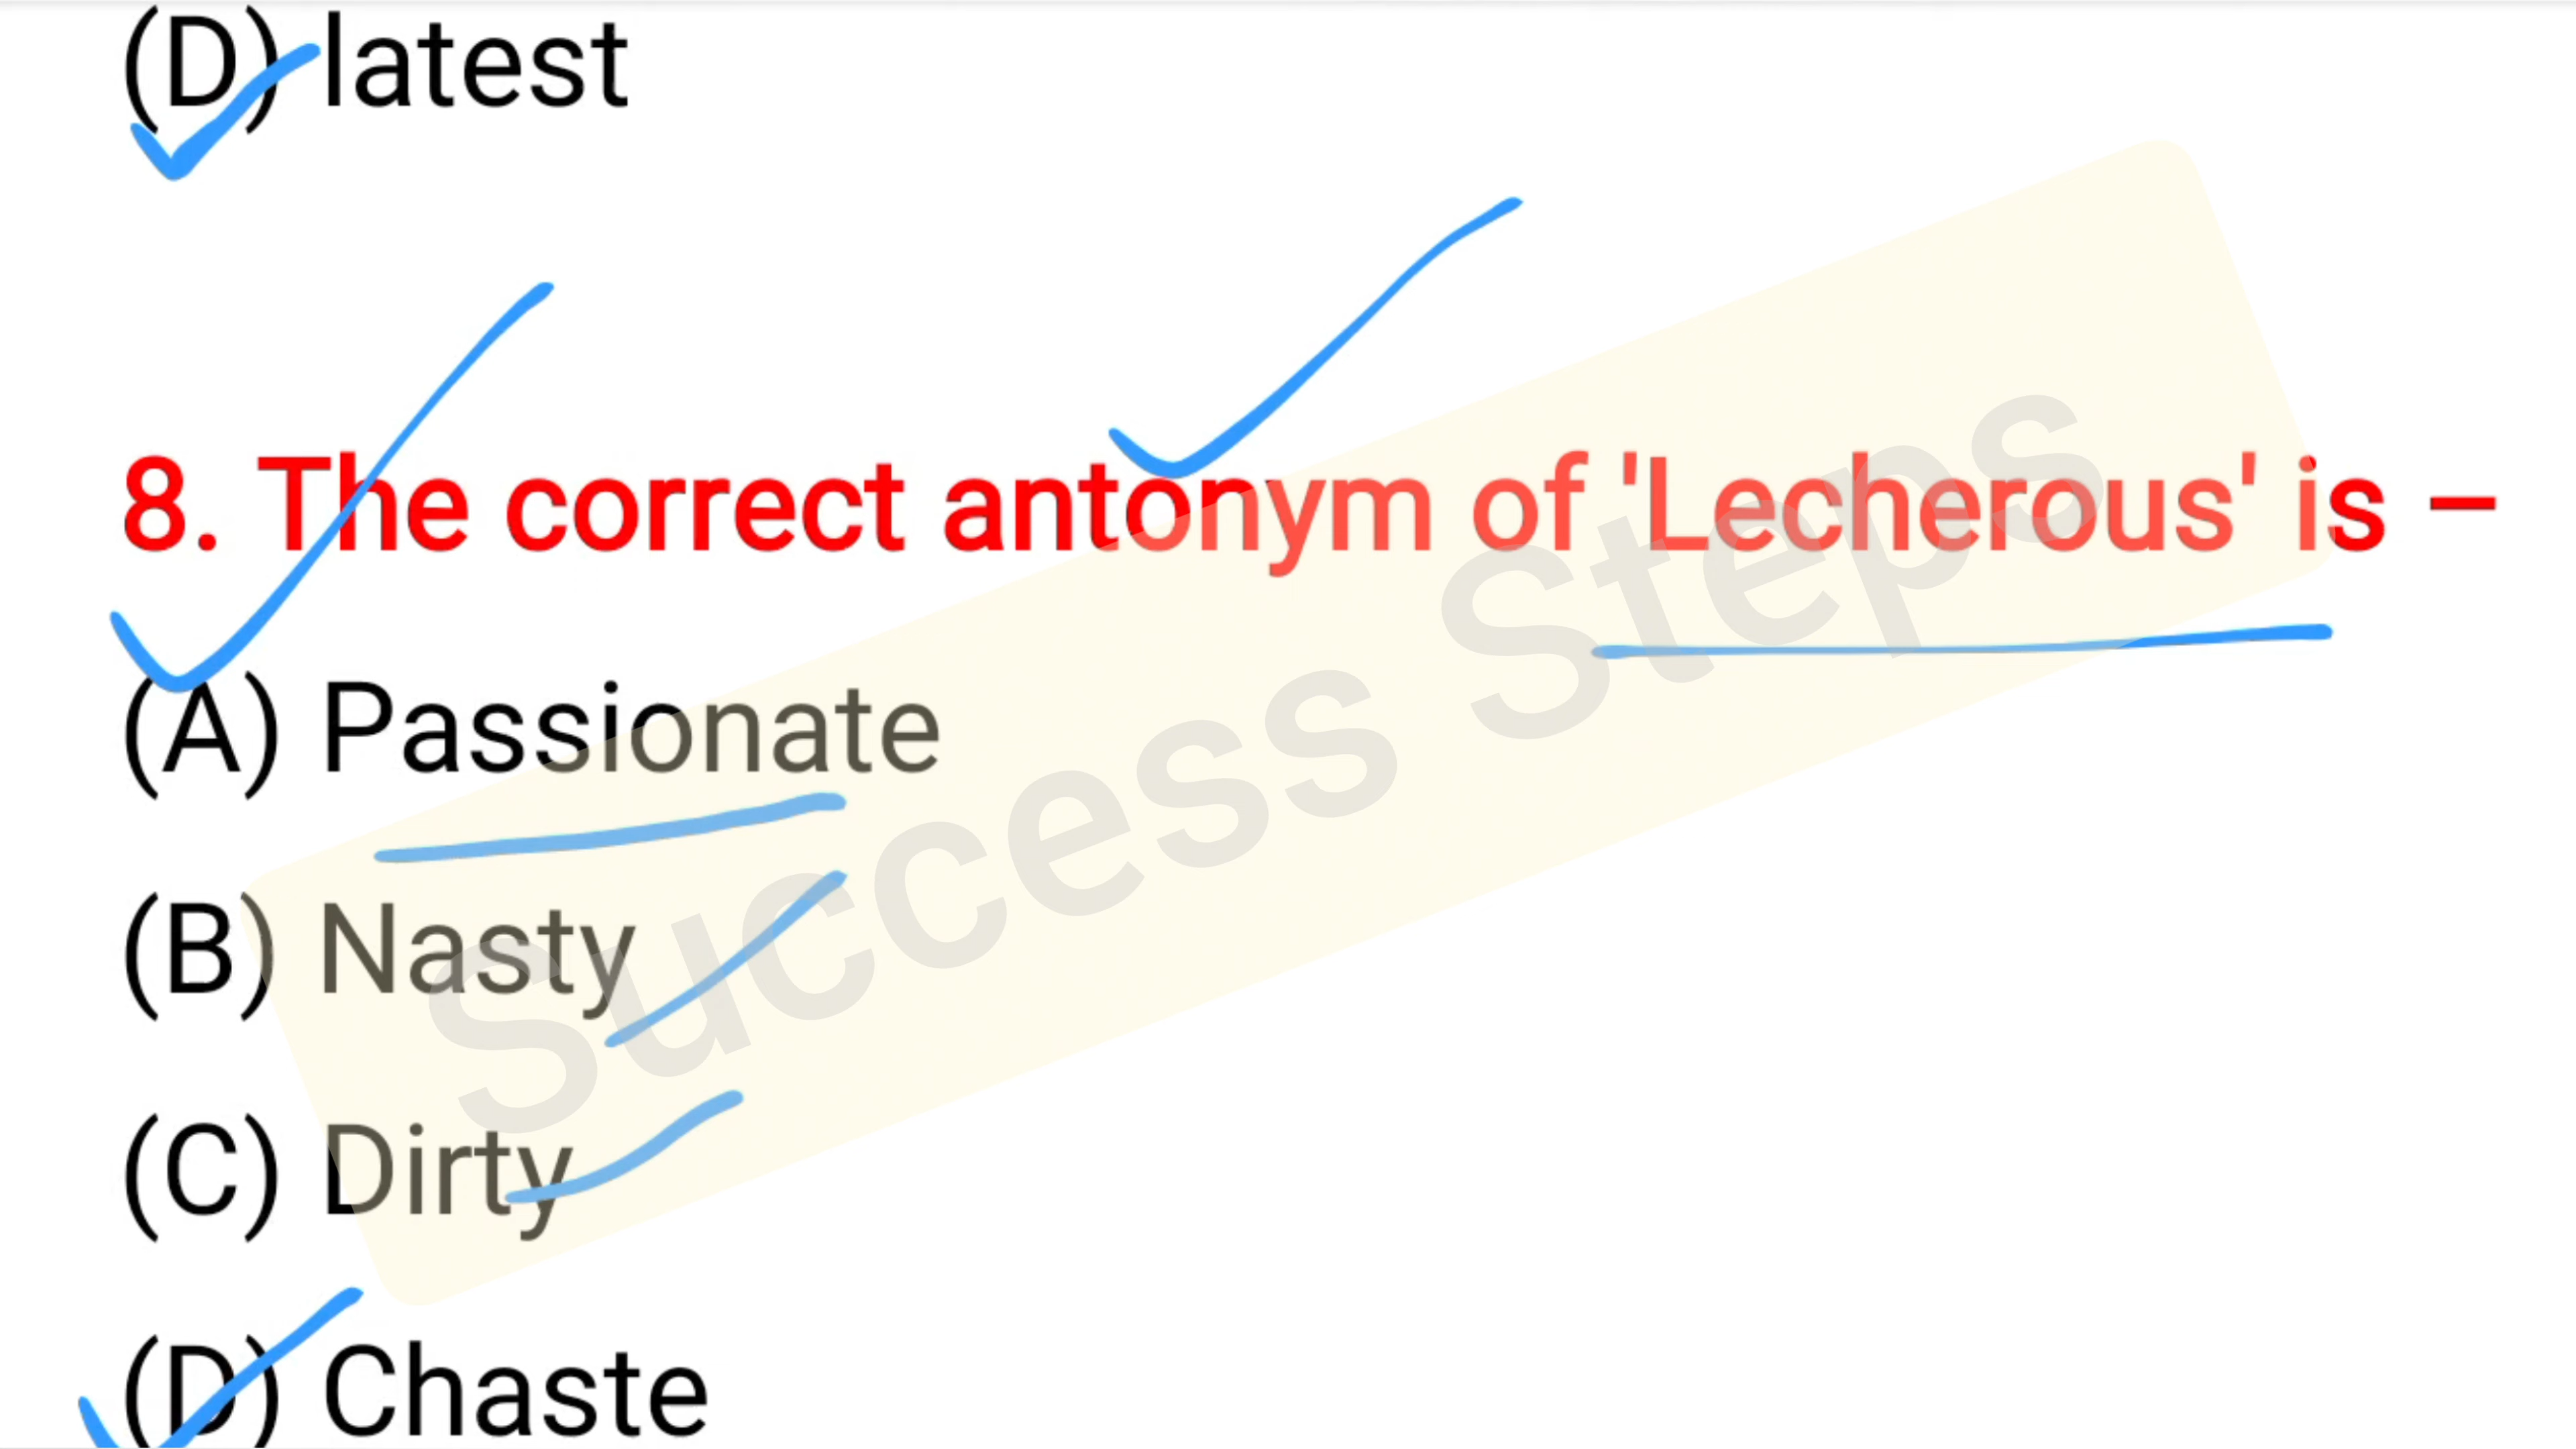 (D) latest
8. The correct antonym of 'Lecherous' is –
(A) Passionate
(B) Nasty
(C) Dirty
(D) Chaste
Success Steps